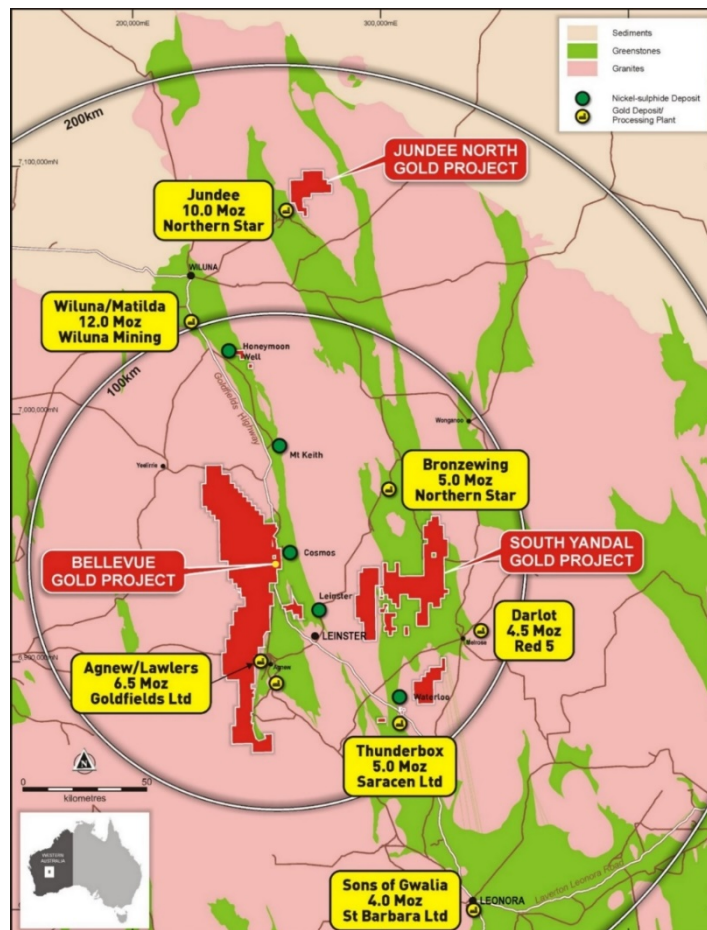 200,000mE
300,000mE
Sediments
Greenstones
Granites
Nickel-sulphide Deposit
Gold Deposit/
Processing Plant
200km
7,100,000mN
JUNDEE NORTH
GOLD PROJECT
Jundee
10.0 Moz
Northern Star
WILUNA
Wiluna/Matilda
12.0 Moz
Wiluna Mining
Honeymoon
Well
100km
Goldfields Highway
7,030,000mN
Wongaroo
Mt Keith
Yeelirrie
Bronzewing
5.0 Moz
Northern Star
BELLEVUE
GOLD PROJECT
Cosmos
SOUTH YANDAL
GOLD PROJECT
Leinster
LEINSTER
Darlot
4.5 Moz
Red 5
Melrose
Agnew/Lawlers
6.5 Moz
Goldfields Ltd
Agnew
Waterloo
Thunderbox
5.0 Moz
Saracen Ltd
N
0
50
kilometres
WESTERN
AUSTRALIA
Sons of Gwalia
4.0 Moz
St Barbara Ltd
LEONORA
Laverton Leonora Road